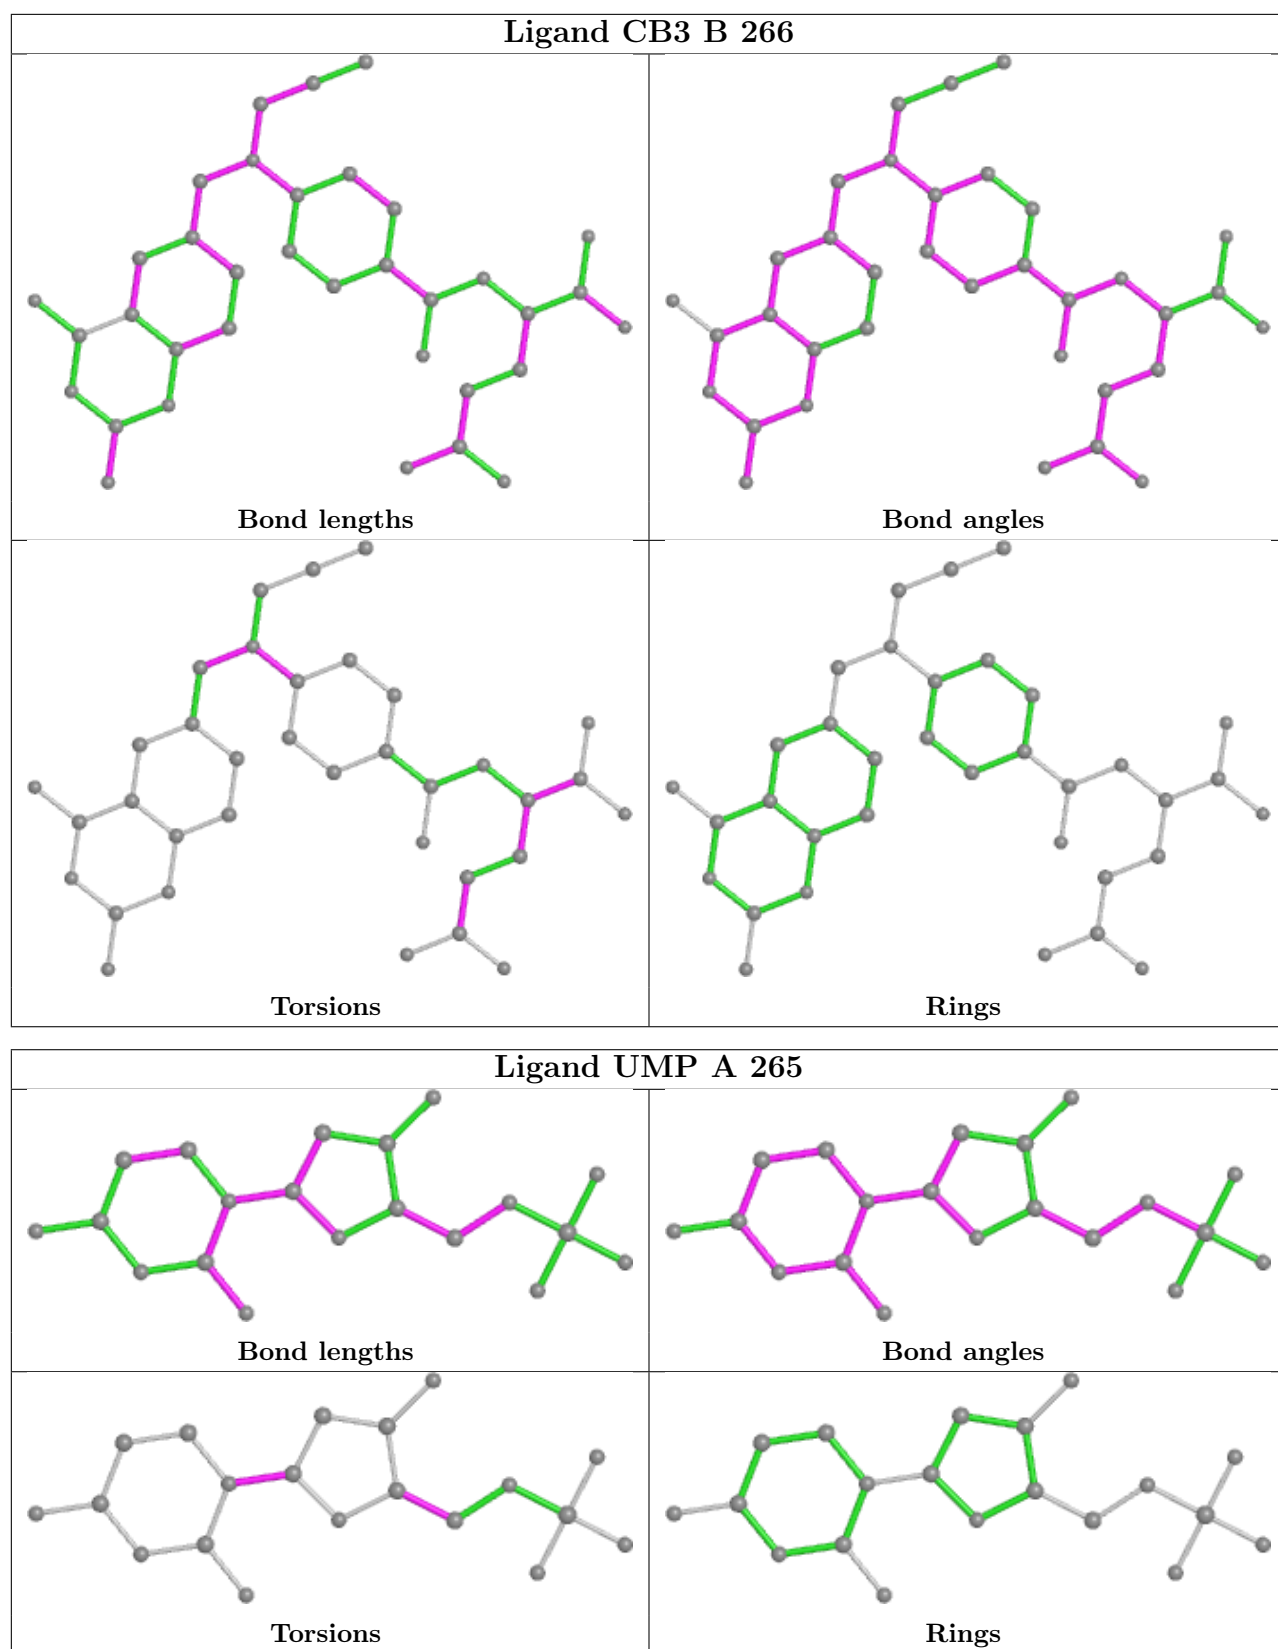 Ligand CB3 B 266
Bond lengths
Bond angles
Torsions
Rings
Ligand UMP A 265
Bond lengths
Bond angles
Torsions
Rings